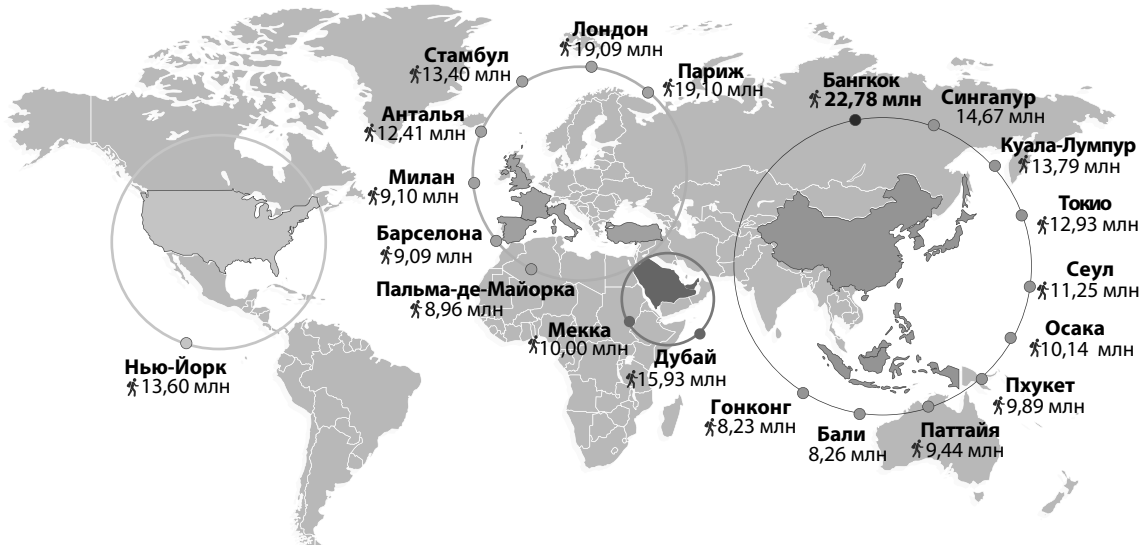 Лондон
19,09 млн
Стамбул
13,40 млн
Париж
19,10 млн
Бангкок
22,78 млн
Сингапур
14,67 млн
Анталья
12,41 млн
Куала-Лумпур
13,79 млн
Милан
9,10 млн
Токио
12,93 млн
Барселона
9,09 млн
Сеул
11,25 млн
Пальма-де-Майорка
8,96 млн
Мекка
10,00 млн
Осака
10,14 млн
Дубай
15,93 млн
Нью-Йорк
13,60 млн
Пхукет
9,89 млн
Гонконг
8,23 млн
Бали
8,26 млн
Паттайя
9,44 млн